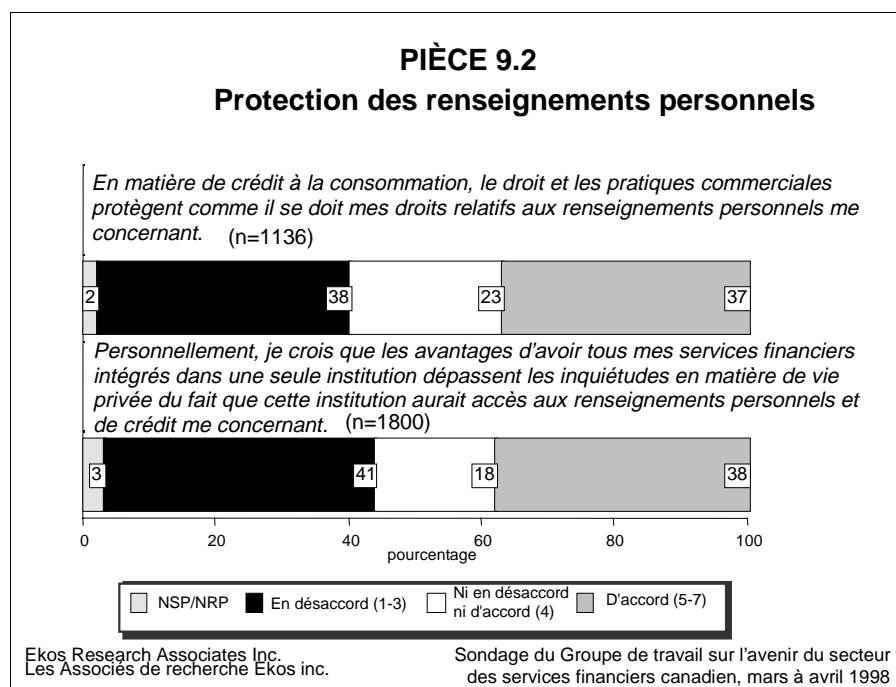 PIÈCE 9.2
Protection des renseignements personnels
En matière de crédit à la consommation, le droit et les pratiques commerciales
protègent comme il se doit mes droits relatifs aux renseignements personnels me
concernant. (n=1136)
2 38 23 37
Personnellement, je crois que les avantages d'avoir tous mes services financiers
intégrés dans une seule institution dépassent les inquiétudes en matière de vie
privée du fait que cette institution aurait accès aux renseignements personnels et
de crédit me concernant. (n=1800)
3 41 18 38
0 20 40 60 80 100
pourcentage
NSP/NRP En désaccord (1-3) Ni en désaccord D'accord (5-7)
ni d'accord (4)
Ekos Research Associates Inc.
Les Associés de recherche Ekos inc.
Sondage du Groupe de travail sur l'avenir du secteur
des services financiers canadien, mars à avril 1998